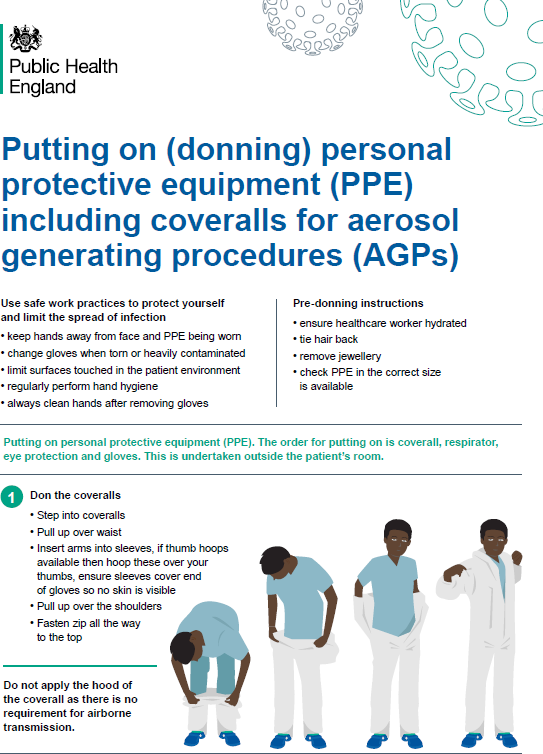 Public Health
England
Putting on (donning) personal
protective equipment (PPE)
including coveralls for aerosol
generating procedures (AGPs)
Use safe work practices to protect yourself
and limit the spread of infection
• keep hands away from face and PPE being worn
• change gloves when torn or heavily contaminated
• limit surfaces touched in the patient environment
• regularly perform hand hygiene
• always clean hands after removing gloves
Pre-donning instructions
• ensure healthcare worker hydrated
• tie hair back
• remove jewellery
• check PPE in the correct size
is available
Putting on personal protective equipment (PPE). The order for putting on is coverall, respirator,
eye protection and gloves. This is undertaken outside the patient's room.
1 Don the coveralls
• Step into coveralls
• Pull up over waist
• Insert arms into sleeves, if thumb hoops
available then hoop these over your
thumbs, ensure sleeves cover end
of gloves so no skin is visible
• Pull up over the shoulders
• Fasten zip all the way
to the top
Do not apply the hood of
the coverall as there is no
requirement for airborne
transmission.